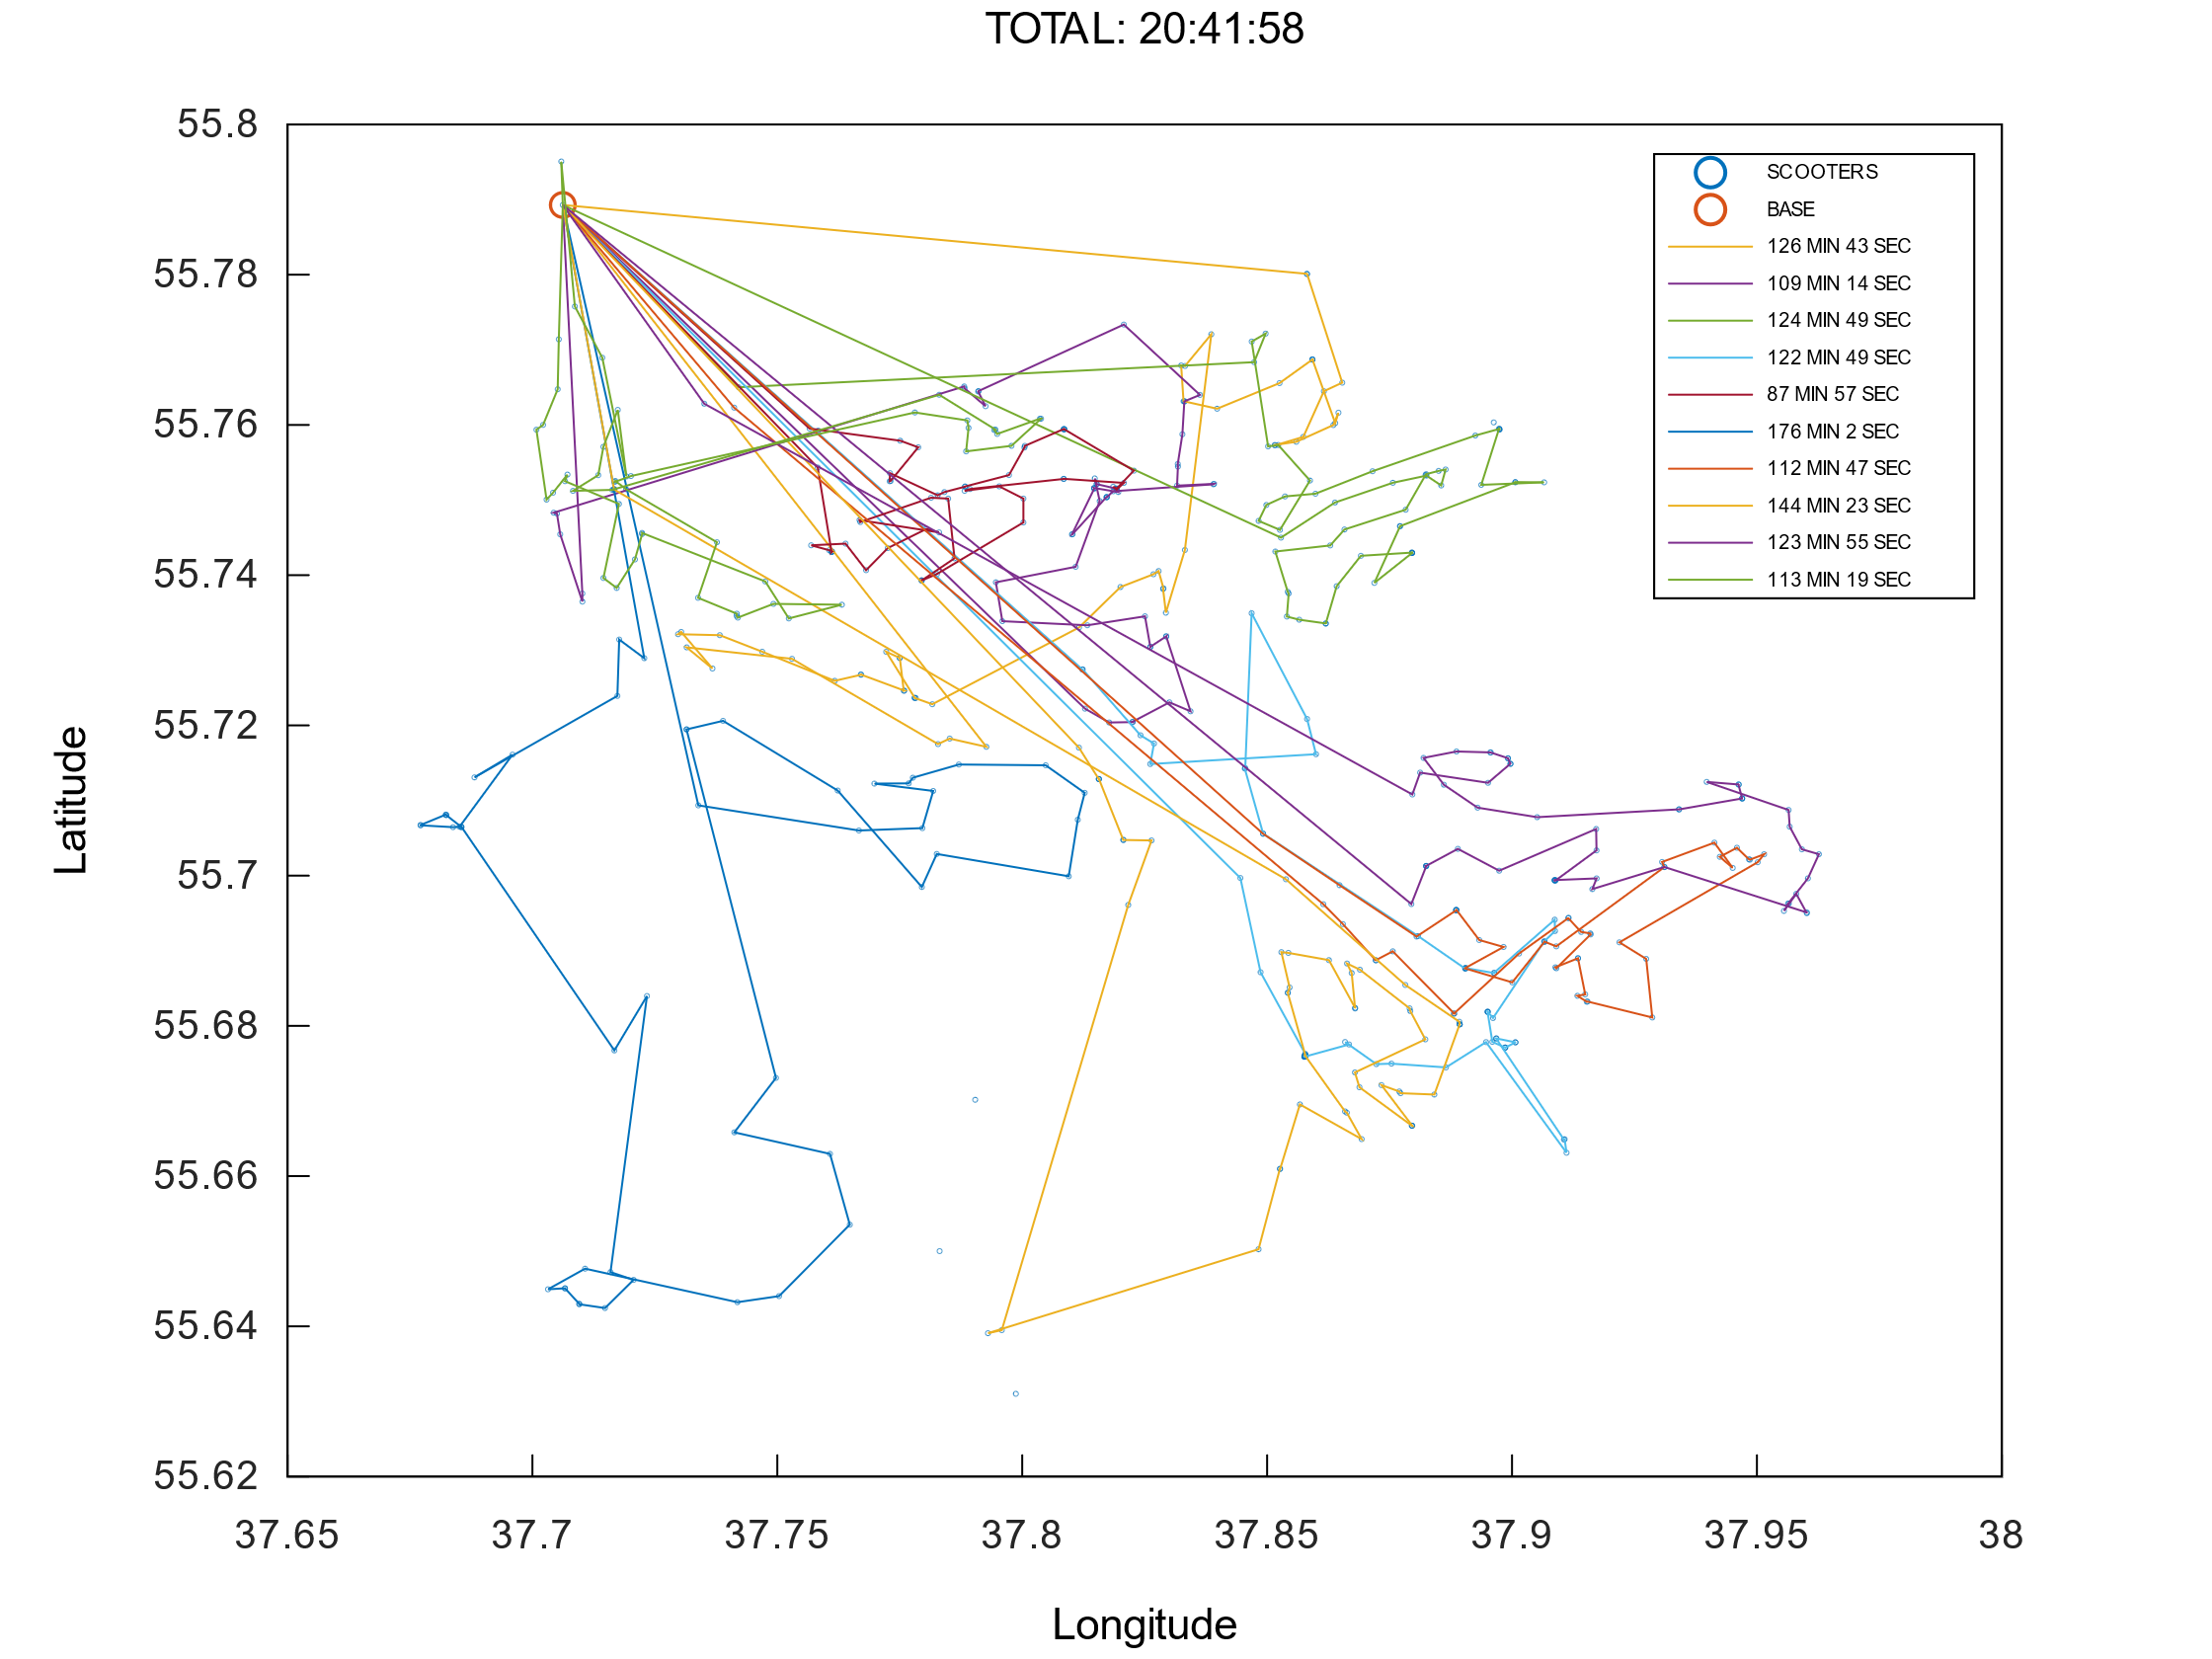 TOTAL: 20:41:58
55.8
55.78
55.76
55.74
55.72
55.7
55.68
55.66
55.64
55.62
Latitude
SCOOTERS
BASE
126 MIN 43 SEC
109 MIN 14 SEC
124 MIN 49 SEC
122 MIN 49 SEC
87 MIN 57 SEC
176 MIN 2 SEC
112 MIN 47 SEC
144 MIN 23 SEC
123 MIN 55 SEC
113 MIN 19 SEC
37.65 37.7 37.75 37.8 37.85 37.9 37.95 38
Longitude